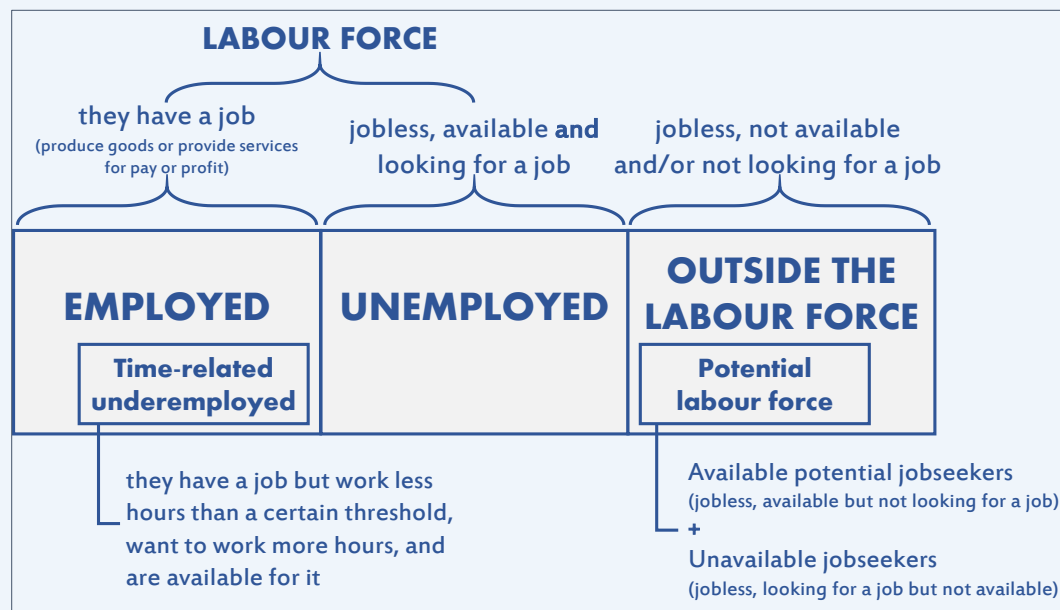 LABOUR FORCE
they have a job
(produce goods or provide services
for pay or profit)
jobless, available and
looking for a job
jobless, not available
and/or not looking for a job
EMPLOYED
Time-related
underemployed
UNEMPLOYED
OUTSIDE THE
LABOUR FORCE
Potential
labour force
they have a job but work less
hours than a certain threshold,
want to work more hours, and
are available for it
Available potential jobseekers
(jobless, available but not looking for a job)
+
Unavailable jobseekers
(jobless, looking for a job but not available)